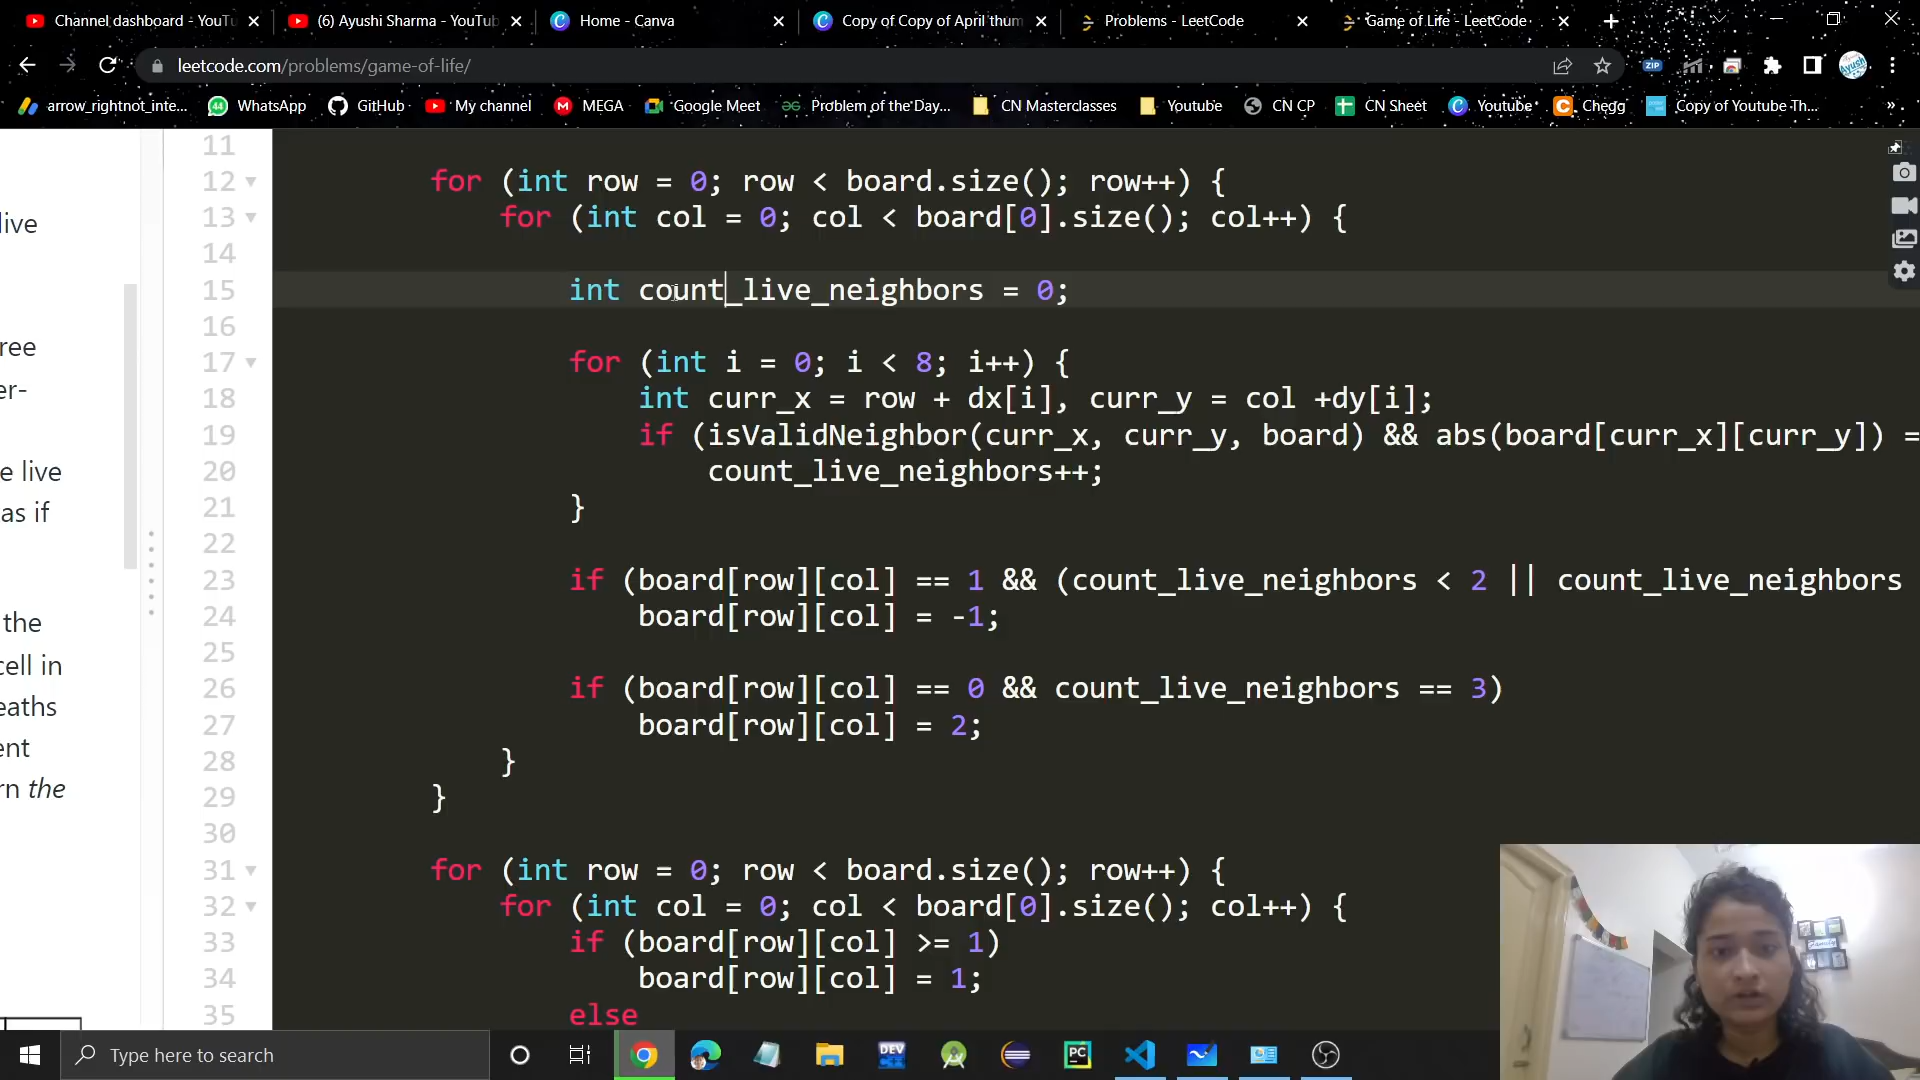 Channel dashboard - YouTu
(6) Ayushi Sharma - YouTub
Home - Canva
Copy of Copy of April thum
Problems - LeetCode
Game of Life - LeetCode
leetcode.com/problems/game-of-life/
ZIP
arrow_rightnot_inte...
44
WhatsApp
GitHub
My channel
MEGA
Google Meet
Problem of the Day...
CN Masterclasses
Youtube
CN CP
CN Sheet
Youtube
Chegg
Copy of Youtube Th...
live
ree
er-
e live
as if
the
cell in
eaths
ent
rn the
11
12 for (int row = 0; row < board.size(); row++) {
13 for (int col = 0; col < board[0].size(); col++) {
14
15 int count_live_neighbors = 0;
16
17 for (int i = 0; i < 8; i++) {
18 int curr_x = row + dx[i], curr_y = col +dy[i];
19 if (isValidNeighbor(curr_x, curr_y, board) && abs(board[curr_x][curr_y]) =
20 count_live_neighbors++;
21 }
22
23 if (board[row][col] == 1 && (count_live_neighbors < 2 || count_live_neighbors
24 board[row][col] = -1;
25
26 if (board[row][col] == 0 && count_live_neighbors == 3)
27 board[row][col] = 2;
28 }
29 }
30
31 for (int row = 0; row < board.size(); row++) {
32 for (int col = 0; col < board[0].size(); col++) {
33 if (board[row][col] >= 1)
34 board[row][col] = 1;
35 else
Type here to search
DEV
PC